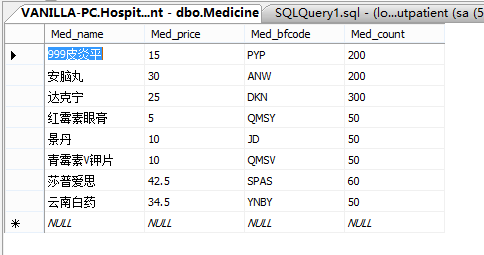 VANILLA-PC.Hospit...nt - dbo.Medicine SQLQuery1.sql - (lo...utpatient (sa (5
Med_name Med_price Med_bfcode Med_count
999皮炎平 15 PYP 200
安脑丸 30 ANW 200
达克宁 25 DKN 300
红霉素眼膏 5 QMSY 50
景丹 10 JD 50
青霉素V钾片 10 QMSV 50
莎普爱思 42.5 SPAS 60
云南白药 34.5 YNBY 50
NULL NULL NULL NULL